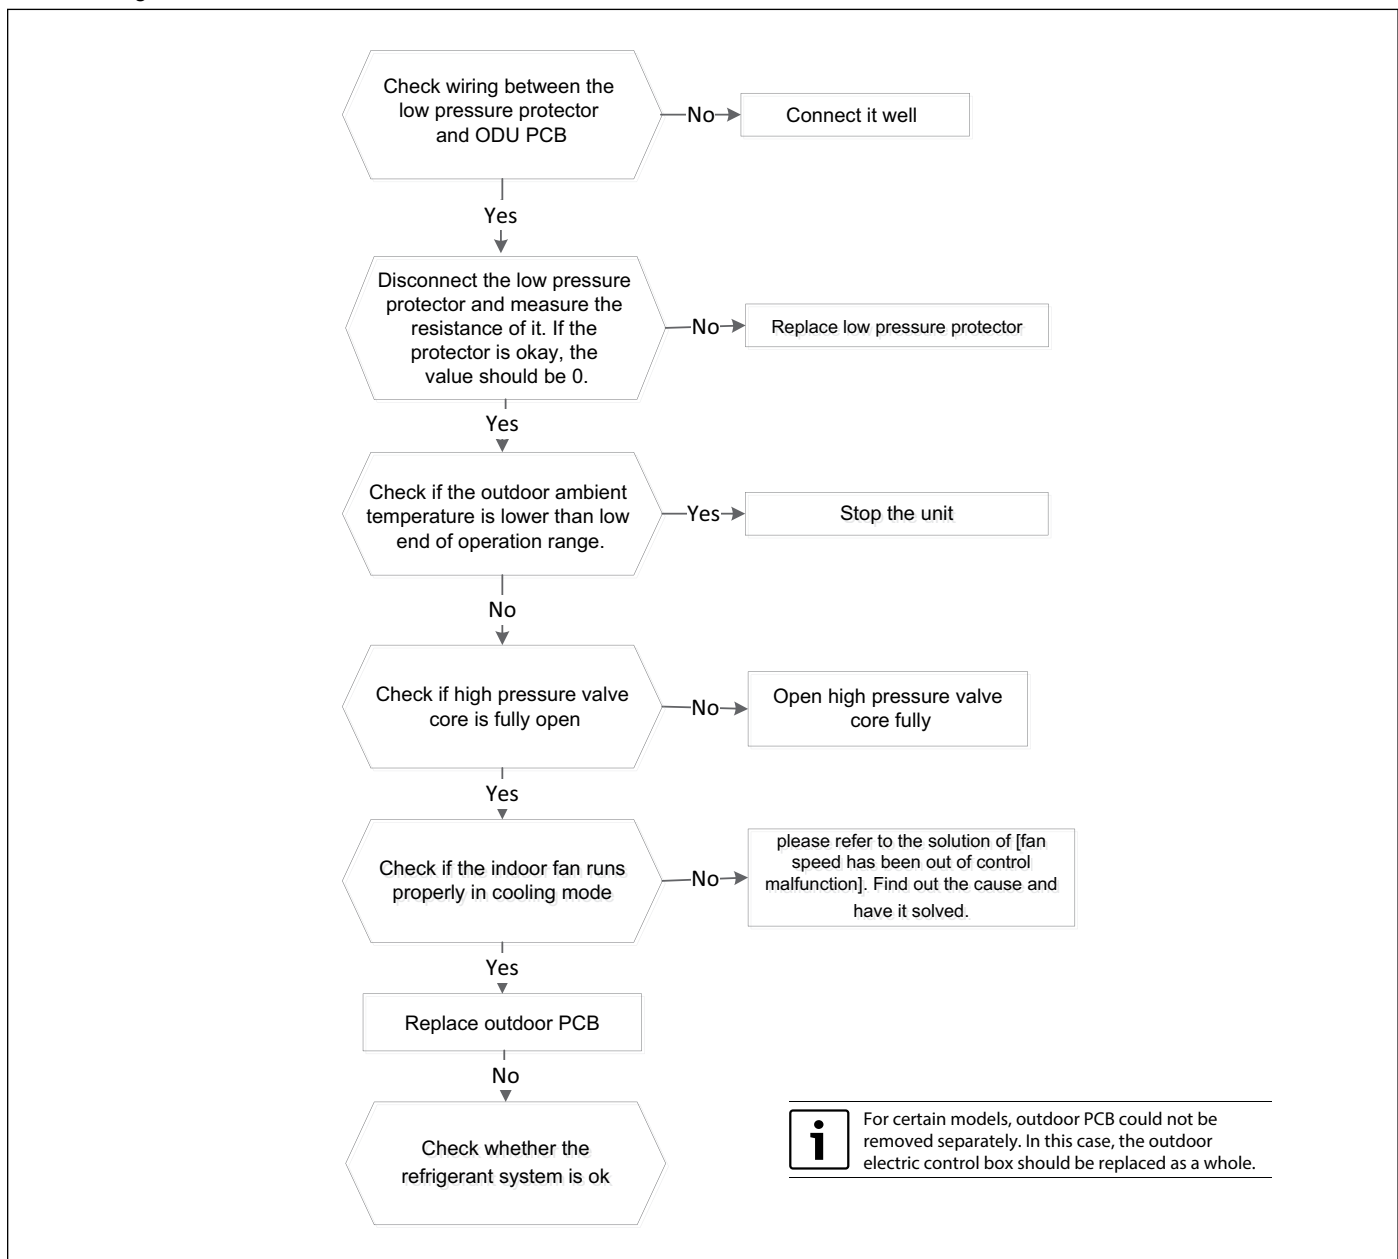 Check wiring between the
low pressure protector
and ODU PCB
No
Connect it well
Yes
Disconnect the low pressure
protector and measure the
resistance of it. If the
protector is okay, the
value should be 0.
No
Replace low pressure protector
Yes
Check if the outdoor ambient
temperature is lower than low
end of operation range.
Yes
Stop the unit
No
Check if high pressure valve
core is fully open
No
Open high pressure valve
core fully
Yes
Check if the indoor fan runs
properly in cooling mode
No
please refer to the solution of [fan
speed has been out of control
malfunction]. Find out the cause and
have it solved.
Yes
Replace outdoor PCB
No
Check whether the
refrigerant system is ok
i
For certain models, outdoor PCB could not be
removed separately. In this case, the outdoor
electric control box should be replaced as a whole.